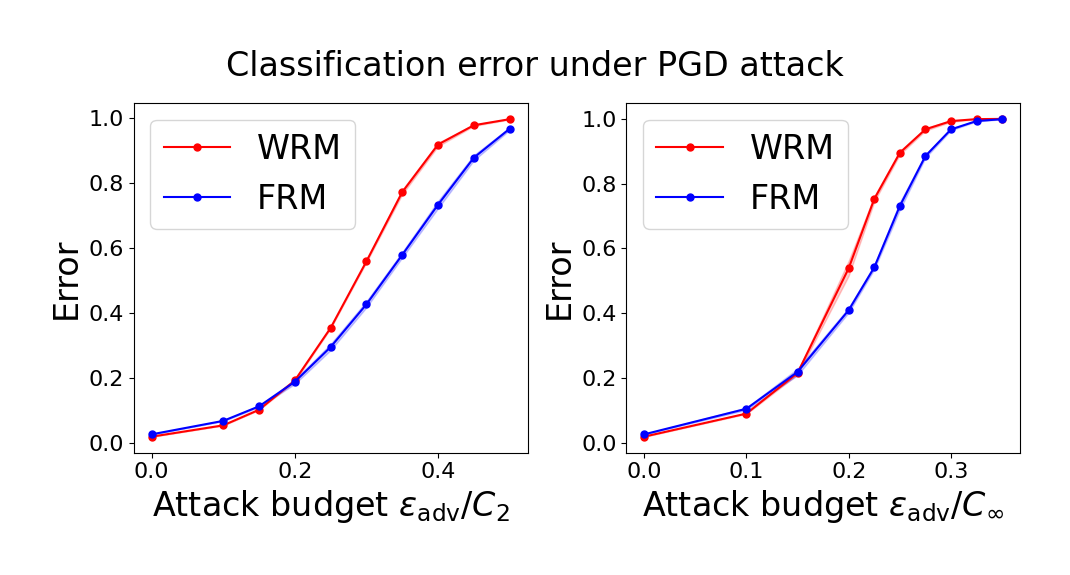 Classification error under PGD attack
Error
1.0
0.8
0.6
0.4
0.2
0.0
WRM
FRM
0.0 0.2 0.4
Attack budget ε_adv/C_2
Error
1.0
0.8
0.6
0.4
0.2
0.0
WRM
FRM
0.0 0.1 0.2 0.3
Attack budget ε_adv/C_∞